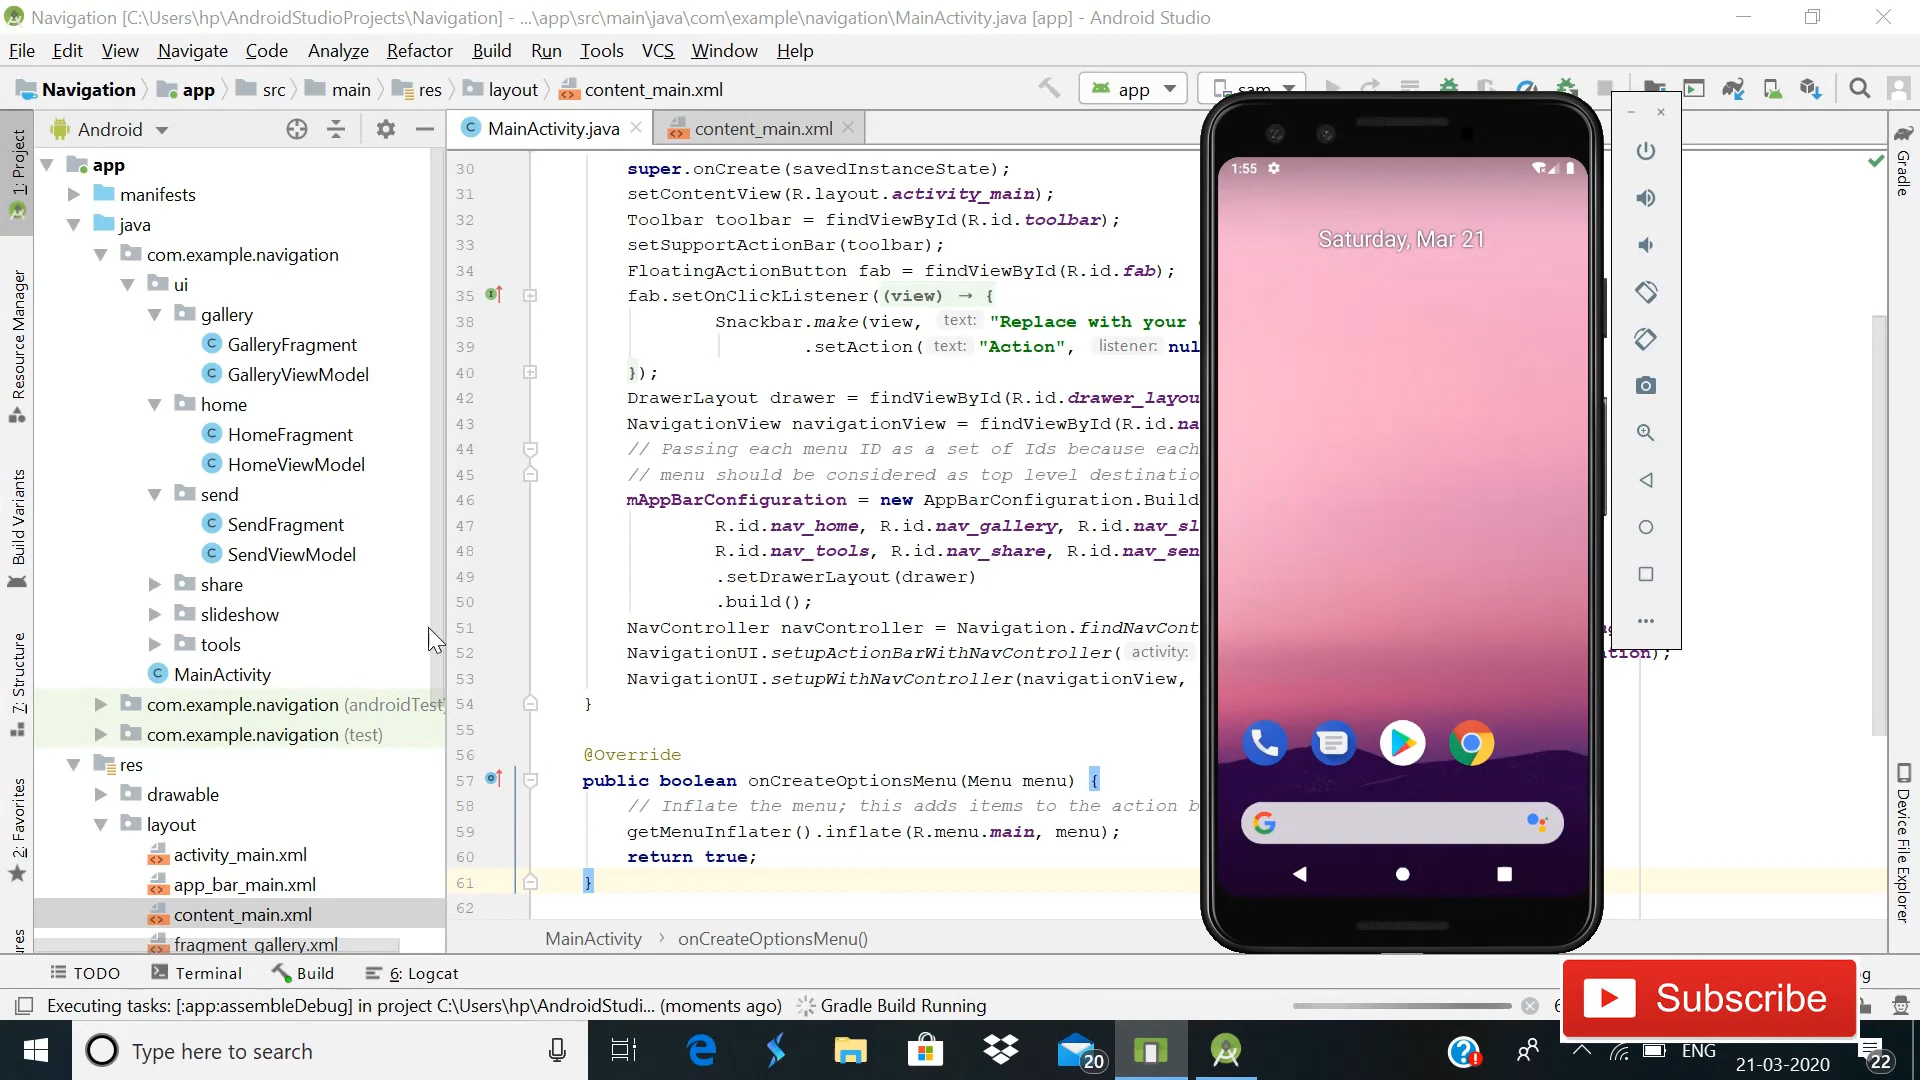 Navigation [C:\Users\hp\AndroidStudioProjects\Navigation] - ...\app\src\main\java\com\example\navigation\MainActivity.java [app] - Android Studio
File Edit View Navigate Code Analyze Refactor Build Run Tools VCS Window Help
Navigation app src main res layout content_main.xml
app sam
Android
MainActivity.java content_main.xml
1: Project
Resource Manager
Build Variants
7: Structure
2: Favorites
app
manifests
java
com.example.navigation
ui
gallery
GalleryFragment
GalleryViewModel
home
HomeFragment
HomeViewModel
send
SendFragment
SendViewModel
share
slideshow
tools
MainActivity
com.example.navigation (androidTest
com.example.navigation (test)
res
drawable
layout
activity_main.xml
app_bar_main.xml
content_main.xml
fragment_gallery.xml
30 super.onCreate(savedInstanceState);
31 setContentView(R.layout.activity_main);
32 Toolbar toolbar = findViewById(R.id.toolbar);
33 setSupportActionBar(toolbar);
34 FloatingActionButton fab = findViewById(R.id.fab);
35 fab.setOnClickListener((view) → {
38 Snackbar.make(view, text: "Replace with your
39 .setAction( text: "Action", listener: nul
40 });
42 DrawerLayout drawer = findViewById(R.id.drawer_layou
43 NavigationView navigationView = findViewById(R.id.na
44 // Passing each menu ID as a set of Ids because each
45 // menu should be considered as top level destinatio
46 mAppBarConfiguration = new AppBarConfiguration.Build
47 R.id.nav_home, R.id.nav_gallery, R.id.nav_sl
48 R.id.nav_tools, R.id.nav_share, R.id.nav_sen
49 .setDrawerLayout(drawer)
50 .build();
51 NavController navController = Navigation.findNavCont
52 NavigationUI.setupActionBarWithNavController( activity: ation);
53 NavigationUI.setupWithNavController(navigationView,
54 }
55
56 @Override
57 public boolean onCreateOptionsMenu(Menu menu) {
58 // Inflate the menu; this adds items to the action b
59 getMenuInflater().inflate(R.menu.main, menu);
60 return true;
61 }
62
MainActivity onCreateOptionsMenu()
1:55
Saturday, Mar 21
G
Gradle
Device File Explorer
TODO Terminal Build 6: Logcat
Executing tasks: [:app:assembleDebug] in project C:\Users\hp\AndroidStudi... (moments ago) Gradle Build Running
Subscribe
Type here to search
20
ENG
21-03-2020
22